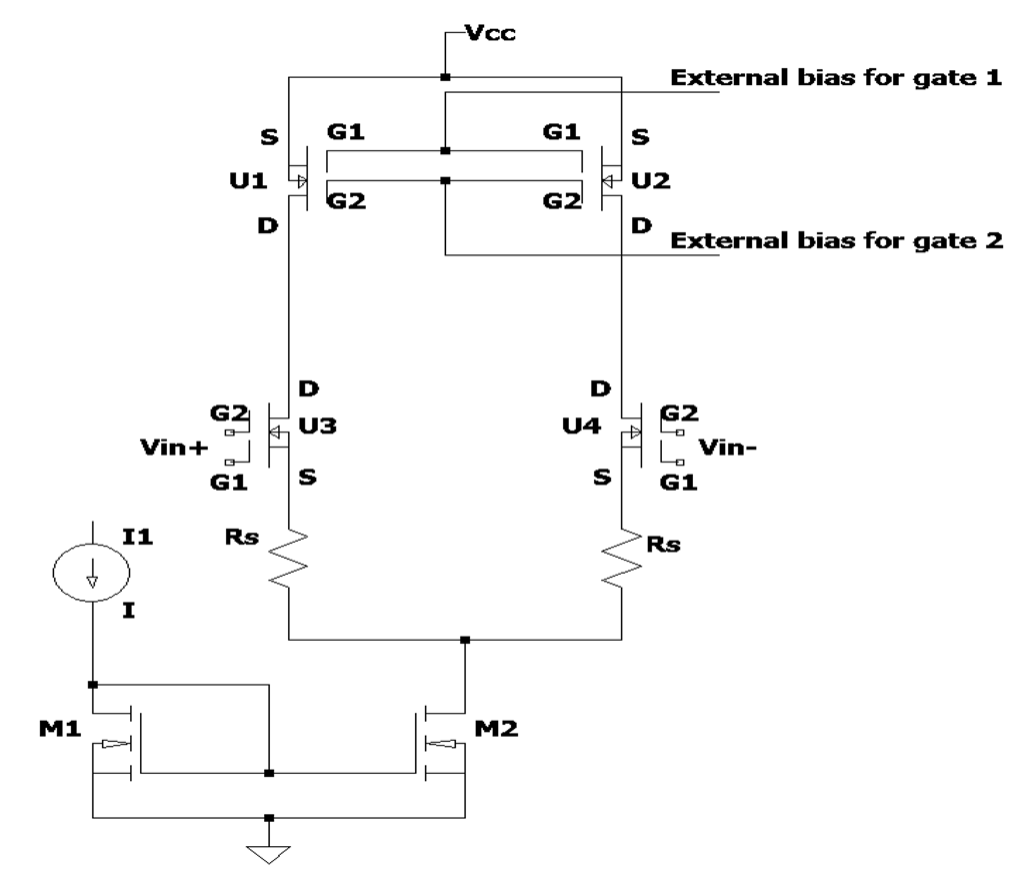 Vcc
External bias for gate 1
S
G1
G1
S
U1
U2
G2
G2
D
D
External bias for gate 2
D
D
G2
U3
U4
G2
Vin+
Vin-
G1
S
S
G1
I1
Rs
Rs
I
M1
M2